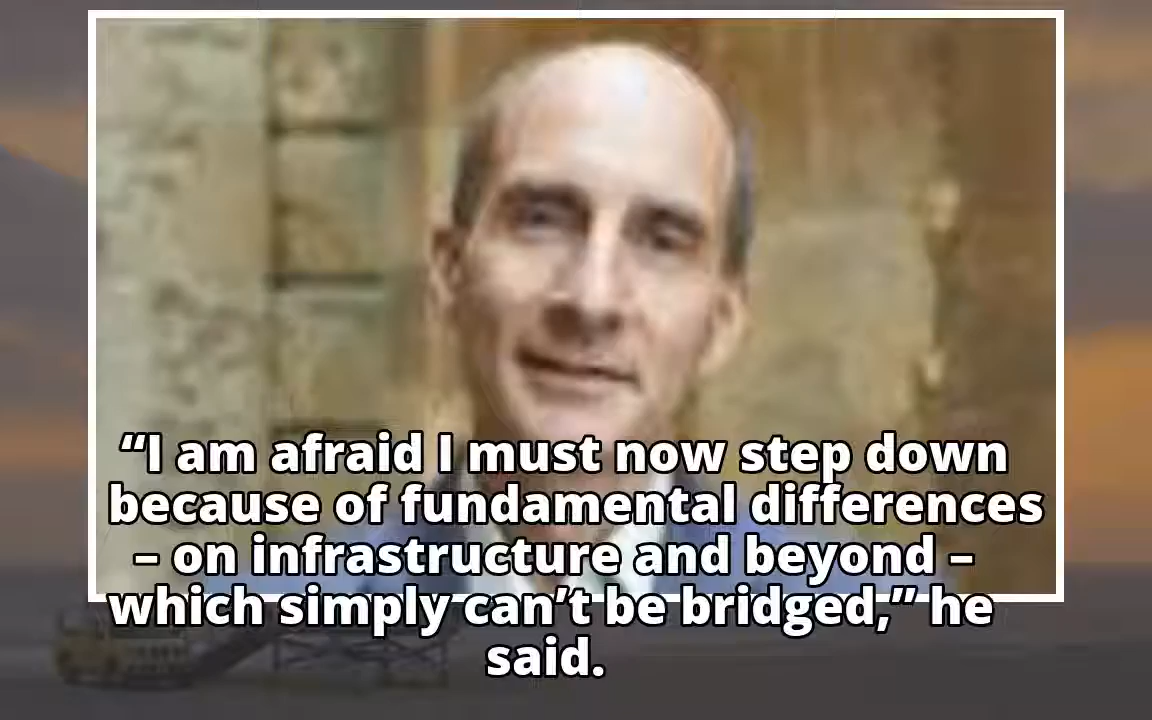 “I am afraid I must now step down
because of fundamental differences
– on infrastructure and beyond –
which simply can’t be bridged,” he
said.